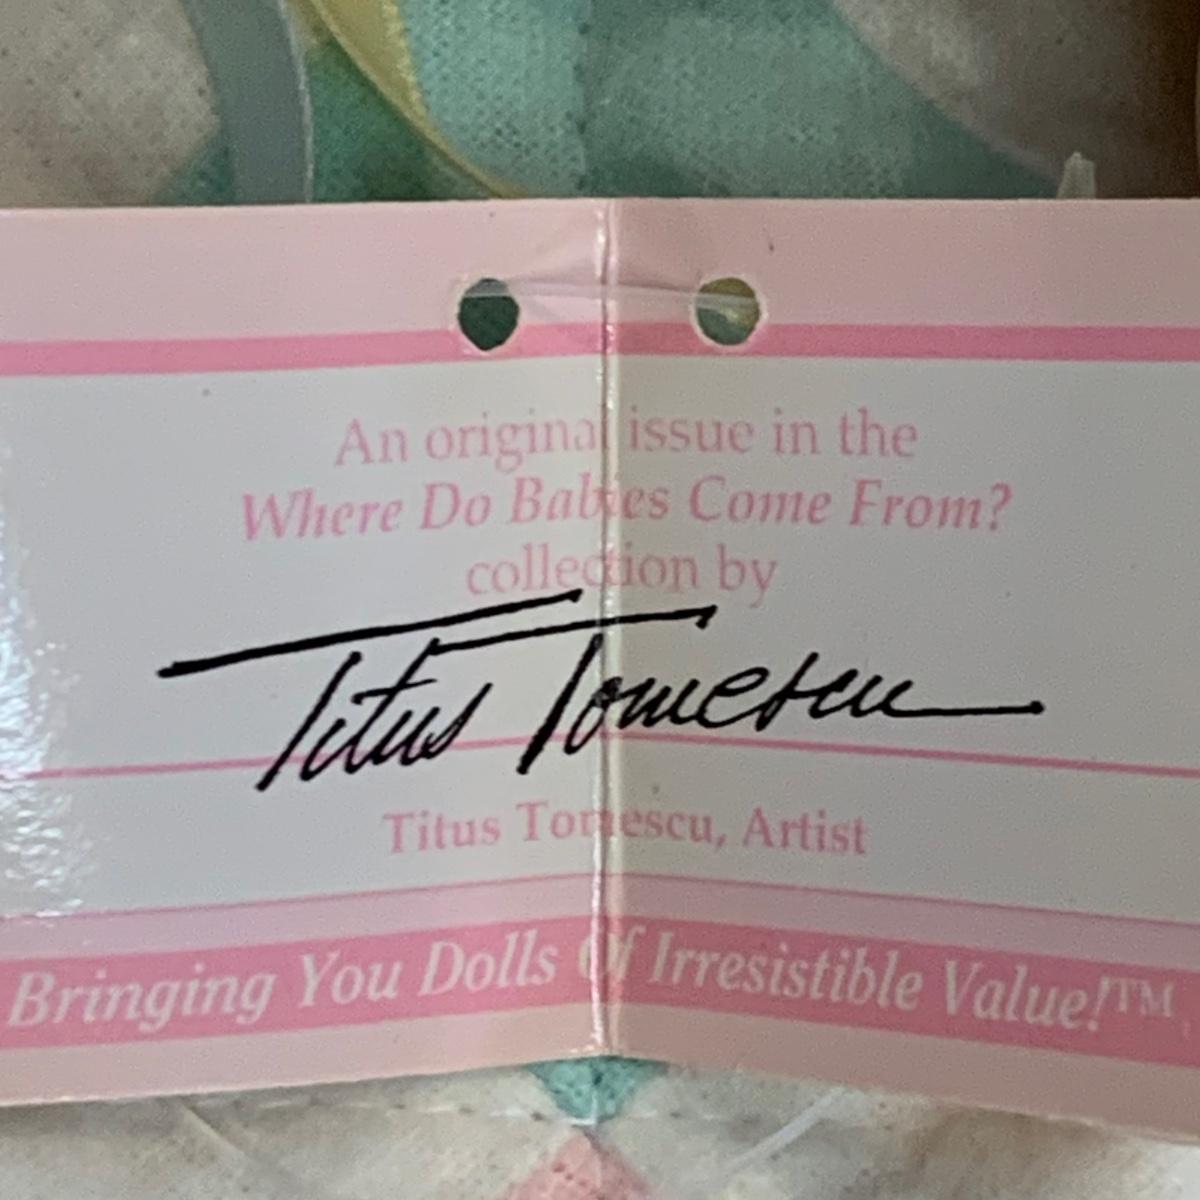 An original issue in the
Where Do Babies Come From?
collection by
Titus Tomescu
Titus Tomescu, Artist
Bringing You Dolls Of Irresistible Value!™